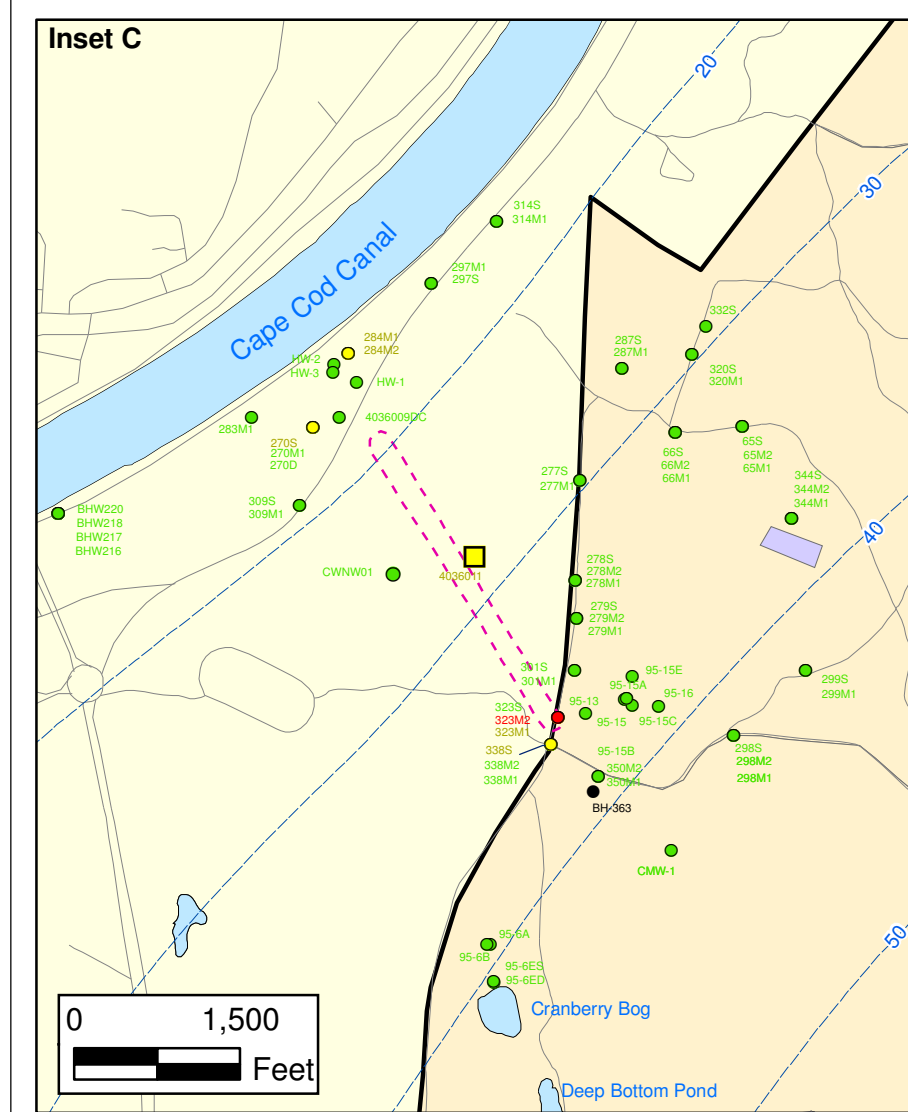 Inset C
20
30
Cape Cod Canal
314S
314M1
297M1
297S
332S
284M1
284M2
287S
287M1
HW-2
HW-3
HW-1
320S
320M1
4036009DC
283M1
270S
270M1
270D
65S
65M2
65M1
66S
66M2
66M1
277S
277M1
344S
344M2
344M1
309S
309M1
BHW220
BHW218
BHW217
BHW216
40
CWNW01
4036011
278S
278M2
278M1
279S
279M2
279M1
301S
301M1
95-15E
95-15A
95-16
299S
299M1
323S
323M2
323M1
95-13
95-15
95-15C
338S
338M2
338M1
95-15B
350M2
350M1
298S
298M2
298M1
BH-363
CMW-1
50
95-6A
95-6B
95-6ES
95-6ED
Cranberry Bog
0 1,500
Feet
Deep Bottom Pond